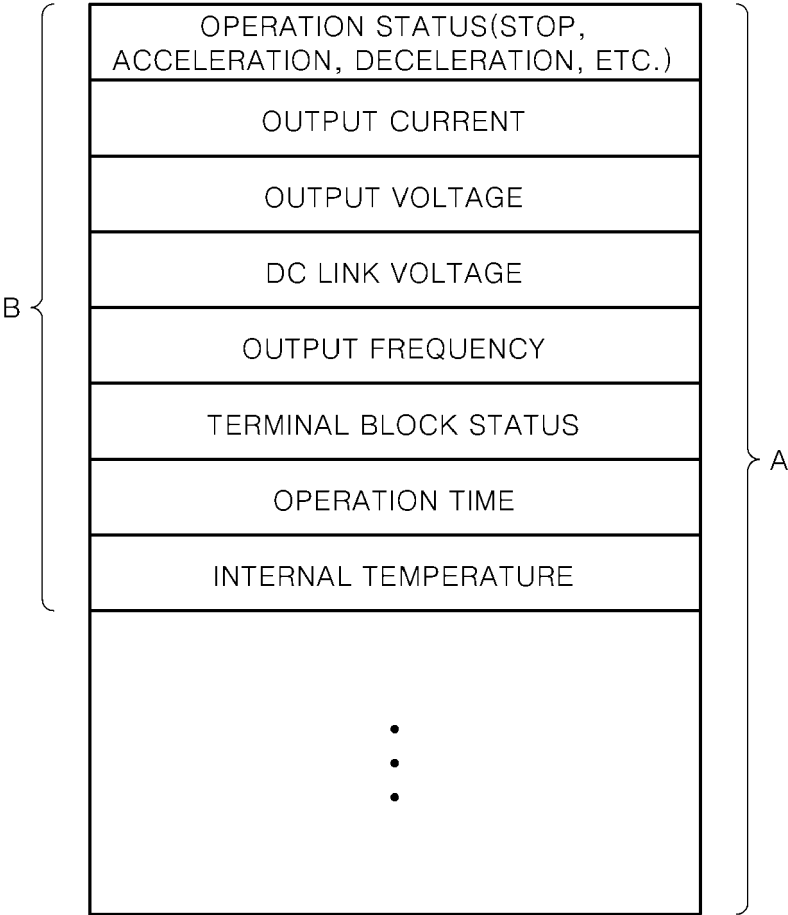 OPERATION STATUS(STOP,
ACCELERATION, DECELERATION, ETC.)
OUTPUT CURRENT
OUTPUT VOLTAGE
DC LINK VOLTAGE
B
OUTPUT FREQUENCY
TERMINAL BLOCK STATUS
A
OPERATION TIME
INTERNAL TEMPERATURE